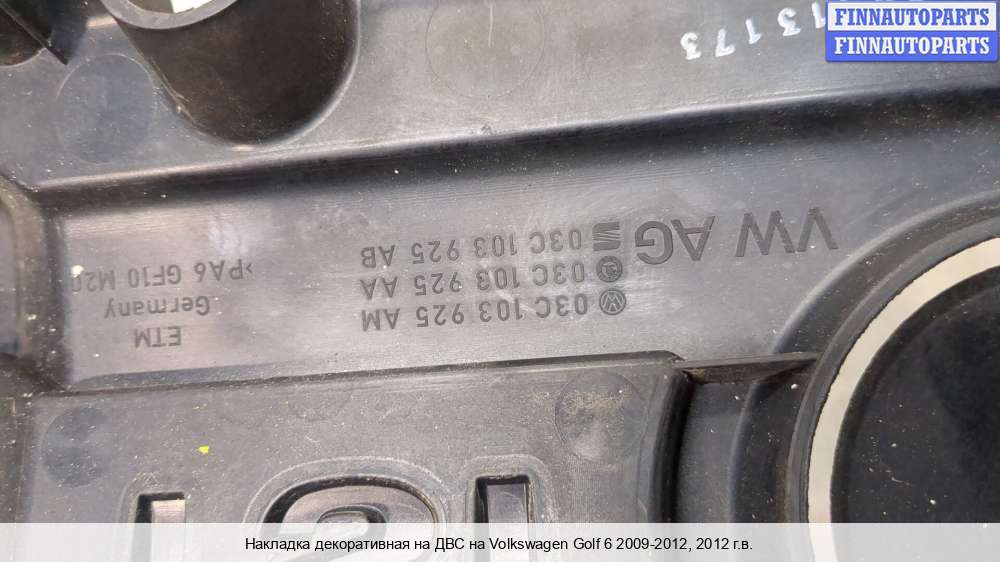 FINNAUTOPARTS
FINNAUTOPARTS
13173
VW AG
03C 103 925 AM
03C 103 925 AA
03C 103 925 AB
ETM
Germany
>PA6 GF10 M20
Накладка декоративная на ДВС на Volkswagen Golf 6 2009-2012, 2012 г.в.